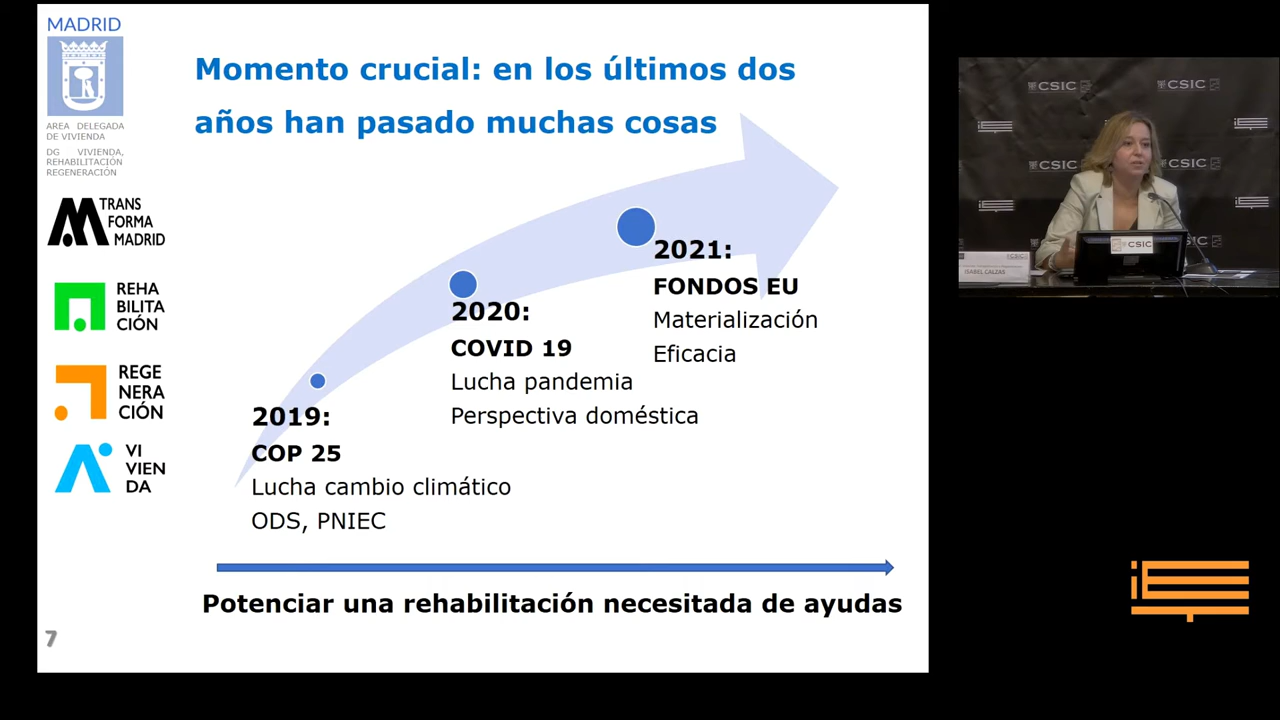 MADRID
AREA DELEGADA
DE VIVIENDA
DG VIVIENDA,
REHABILITACIÓN
REGENERACIÓN
TRANS
FORMA
MADRID
REHA
BILITA
CIÓN
REGE
NERA
CIÓN
VI
VIEN
DA
Momento crucial: en los últimos dos
años han pasado muchas cosas
2019:
COP 25
Lucha cambio climático
ODS, PNIEC
2020:
COVID 19
Lucha pandemia
Perspectiva doméstica
2021:
FONDOS EU
Materialización
Eficacia
Potenciar una rehabilitación necesitada de ayudas
7
CSIC
CSIC
CSIC
CSIC
CSIC
ISABEL CALZAS